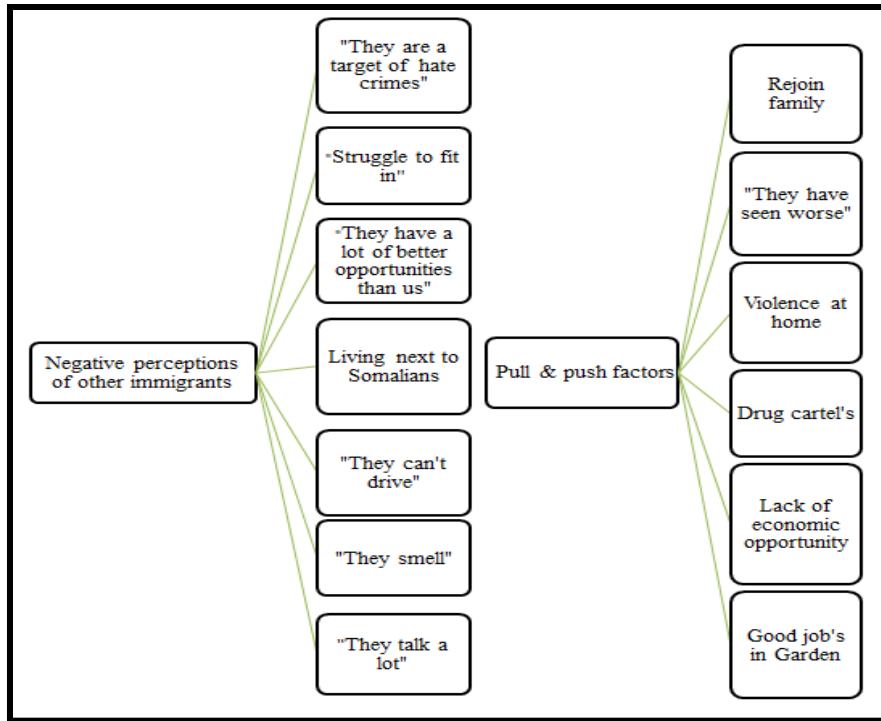 "They are a
target of hate
crimes"
"Struggle to fit
in"
"They have a
lot of better
opportunities
than us"
Negative perceptions
of other immigrants
Living next to
Somalians
"They can't
drive"
"They smell"
"They talk a
lot"
Rejoin
family
"They have
seen worse"
Violence at
home
Pull & push factors
Drug cartel's
Lack of
economic
opportunity
Good job's
in Garden